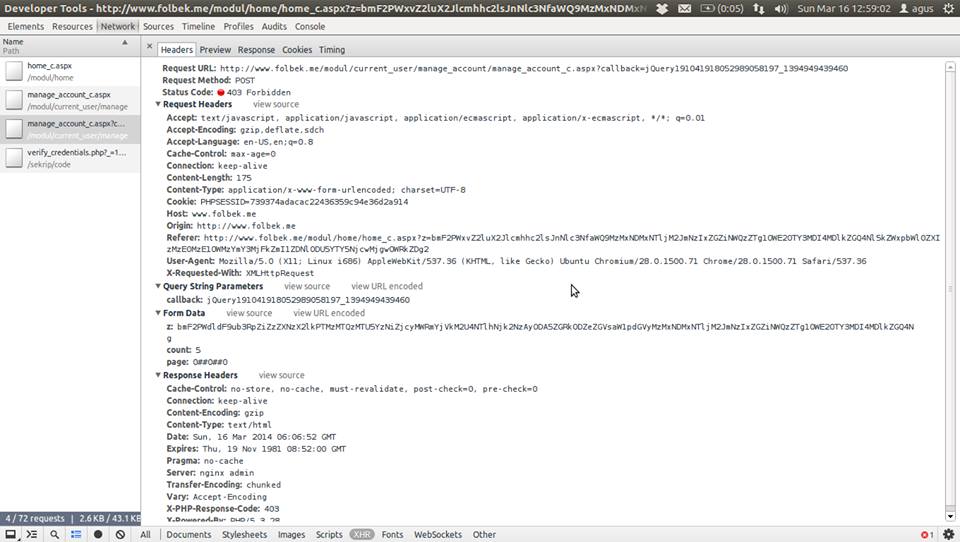 Developer Tools - http://www.folbek.me/modul/home/home_c.aspx?z=bmF2PWxvZ2luX2Jlcmhhc2lsJnNlc3NfaWQ9MzMxNDMxN
(0:05) Sun Mar 16 12:59:02 agus
Elements Resources Network Sources Timeline Profiles Audits Console
Name
Path
× Headers Preview Response Cookies Timing
home_c.aspx
/modul/home
manage_account_c.aspx
/modul/current_user/manage
manage_account_c.aspx?c...
/modul/current_user/manage
verify_credentials.php?_=1...
/sekrip/code
Request URL: http://www.folbek.me/modul/current_user/manage_account/manage_account_c.aspx?callback=jQuery191041918052989058197_1394949439460
Request Method: POST
Status Code: 403 Forbidden
Request Headers view source
Accept: text/javascript, application/javascript, application/ecmascript, application/x-ecmascript, */*; q=0.01
Accept-Encoding: gzip,deflate,sdch
Accept-Language: en-US,en;q=0.8
Cache-Control: max-age=0
Connection: keep-alive
Content-Length: 175
Content-Type: application/x-www-form-urlencoded; charset=UTF-8
Cookie: PHPSESSID=739374adacac22436359c94e36d2a914
Host: www.folbek.me
Origin: http://www.folbek.me
Referer:
User-Agent: Mozilla/5.0 (X11; Linux i686) AppleWebKit/537.36 (KHTML, like Gecko) Ubuntu Chromium/28.0.1500.71 Chrome/28.0.1500.71 Safari/537.36
X-Requested-With: XMLHttpRequest
Query String Parameters view source view URL encoded
callback: jQuery191041918052989058197_1394949439460
Form Data view source view URL encoded
z:
count: 5
page: 0##0##0
Response Headers view source
Cache-Control: no-store, no-cache, must-revalidate, post-check=0, pre-check=0
Connection: keep-alive
Content-Encoding: gzip
Content-Type: text/html
Date: Sun, 16 Mar 2014 06:06:52 GMT
Expires: Thu, 19 Nov 1981 08:52:00 GMT
Pragma: no-cache
Server: nginx admin
Transfer-Encoding: chunked
Vary: Accept-Encoding
X-PHP-Response-Code: 403
X-Powered-By: PHP/5.3.28
4 / 72 requests | 2.6 KB / 43.1 KB
All Documents Stylesheets Images Scripts XHR Fonts WebSockets Other 1